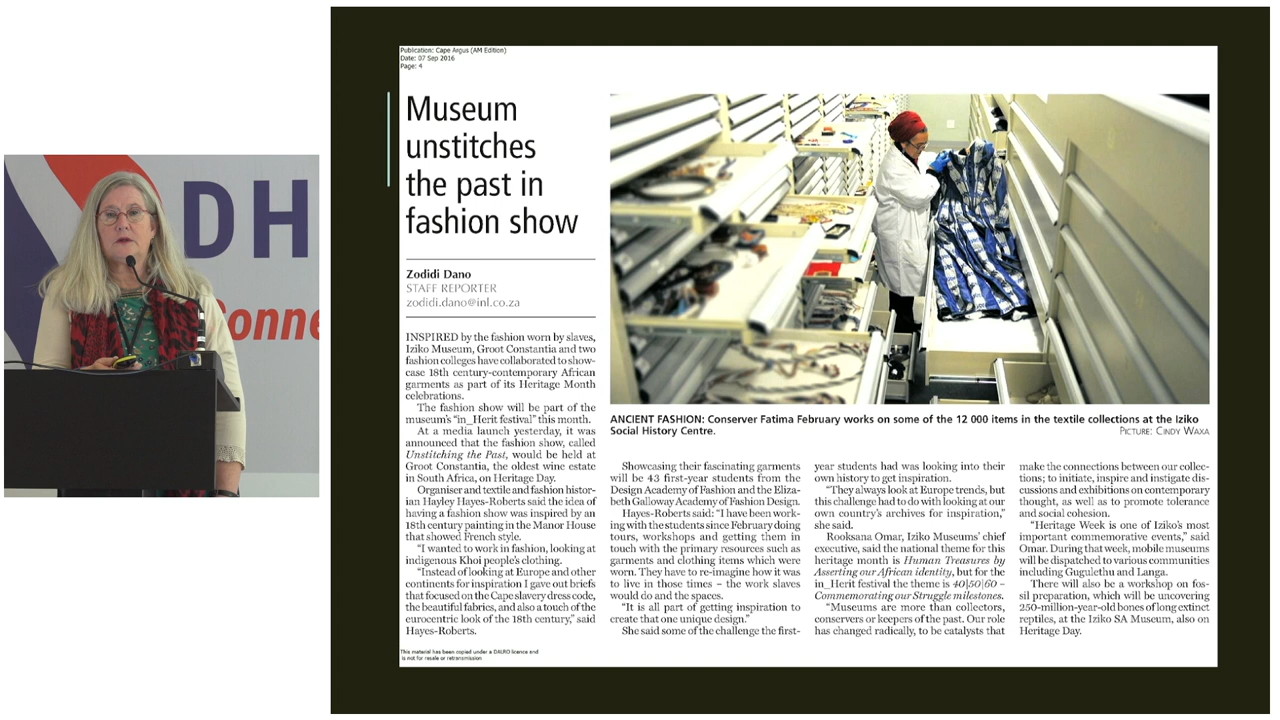 DH
Conne
Publication: Cape Argus (AM Edition)
Date: 07 Sep 2016
Page: 4
Museum
unstitches
the past in
fashion show
Zodidi Dano
STAFF REPORTER
zodidi.dano@inl.co.za
INSPIRED by the fashion worn by slaves,
Iziko Museum, Groot Constantia and two
fashion colleges have collaborated to show-
case 18th century-contemporary African
garments as part of its Heritage Month
celebrations.
The fashion show will be part of the
museum's "in_Herit festival" this month.
At a media launch yesterday, it was
announced that the fashion show, called
Unstitching the Past, would be held at
Groot Constantia, the oldest wine estate
in South Africa, on Heritage Day.
Organiser and textile and fashion histor-
ian Hayley Hayes-Roberts said the idea of
having a fashion show was inspired by an
18th century painting in the Manor House
that showed French style.
"I wanted to work in fashion, looking at
indigenous Khoi people's clothing.
"Instead of looking at Europe and other
continents for inspiration I gave out briefs
that focused on the Cape slavery dress code,
the beautiful fabrics, and also a touch of the
eurocentric look of the 18th century," said
Hayes-Roberts.
This material has been copied under a DALRO licence and
is not for resale or retransmission
ANCIENT FASHION: Conserver Fatima February works on some of the 12 000 items in the textile collections at the Iziko
Social History Centre.
PICTURE: CINDY WAXA
Showcasing their fascinating garments
will be 43 first-year students from the
Design Academy of Fashion and the Eliza-
beth Galloway Academy of Fashion Design.
Hayes-Roberts said: "I have been work-
ing with the students since February doing
tours, workshops and getting them in
touch with the primary resources such as
garments and clothing items which were
worn. They have to re-imagine how it was
to live in those times – the work slaves
would do and the spaces.
"It is all part of getting inspiration to
create that one unique design."
She said some of the challenge the first-
year students had was looking into their
own history to get inspiration.
"They always look at Europe trends, but
this challenge had to do with looking at our
own country's archives for inspiration,"
she said.
Rooksana Omar, Iziko Museums' chief
executive, said the national theme for this
heritage month is Human Treasures by
Asserting our African identity, but for the
in_Herit festival the theme is 40|50|60 –
Commemorating our Struggle milestones.
"Museums are more than collectors,
conservers or keepers of the past. Our role
has changed radically, to be catalysts that
make the connections between our collec-
tions; to initiate, inspire and instigate dis-
cussions and exhibitions on contemporary
thought, as well as to promote tolerance
and social cohesion.
"Heritage Week is one of Iziko's most
important commemorative events," said
Omar. During that week, mobile museums
will be dispatched to various communities
including Gugulethu and Langa.
There will also be a workshop on fos-
sil preparation, which will be uncovering
250-million-year-old bones of long extinct
reptiles, at the Iziko SA Museum, also on
Heritage Day.